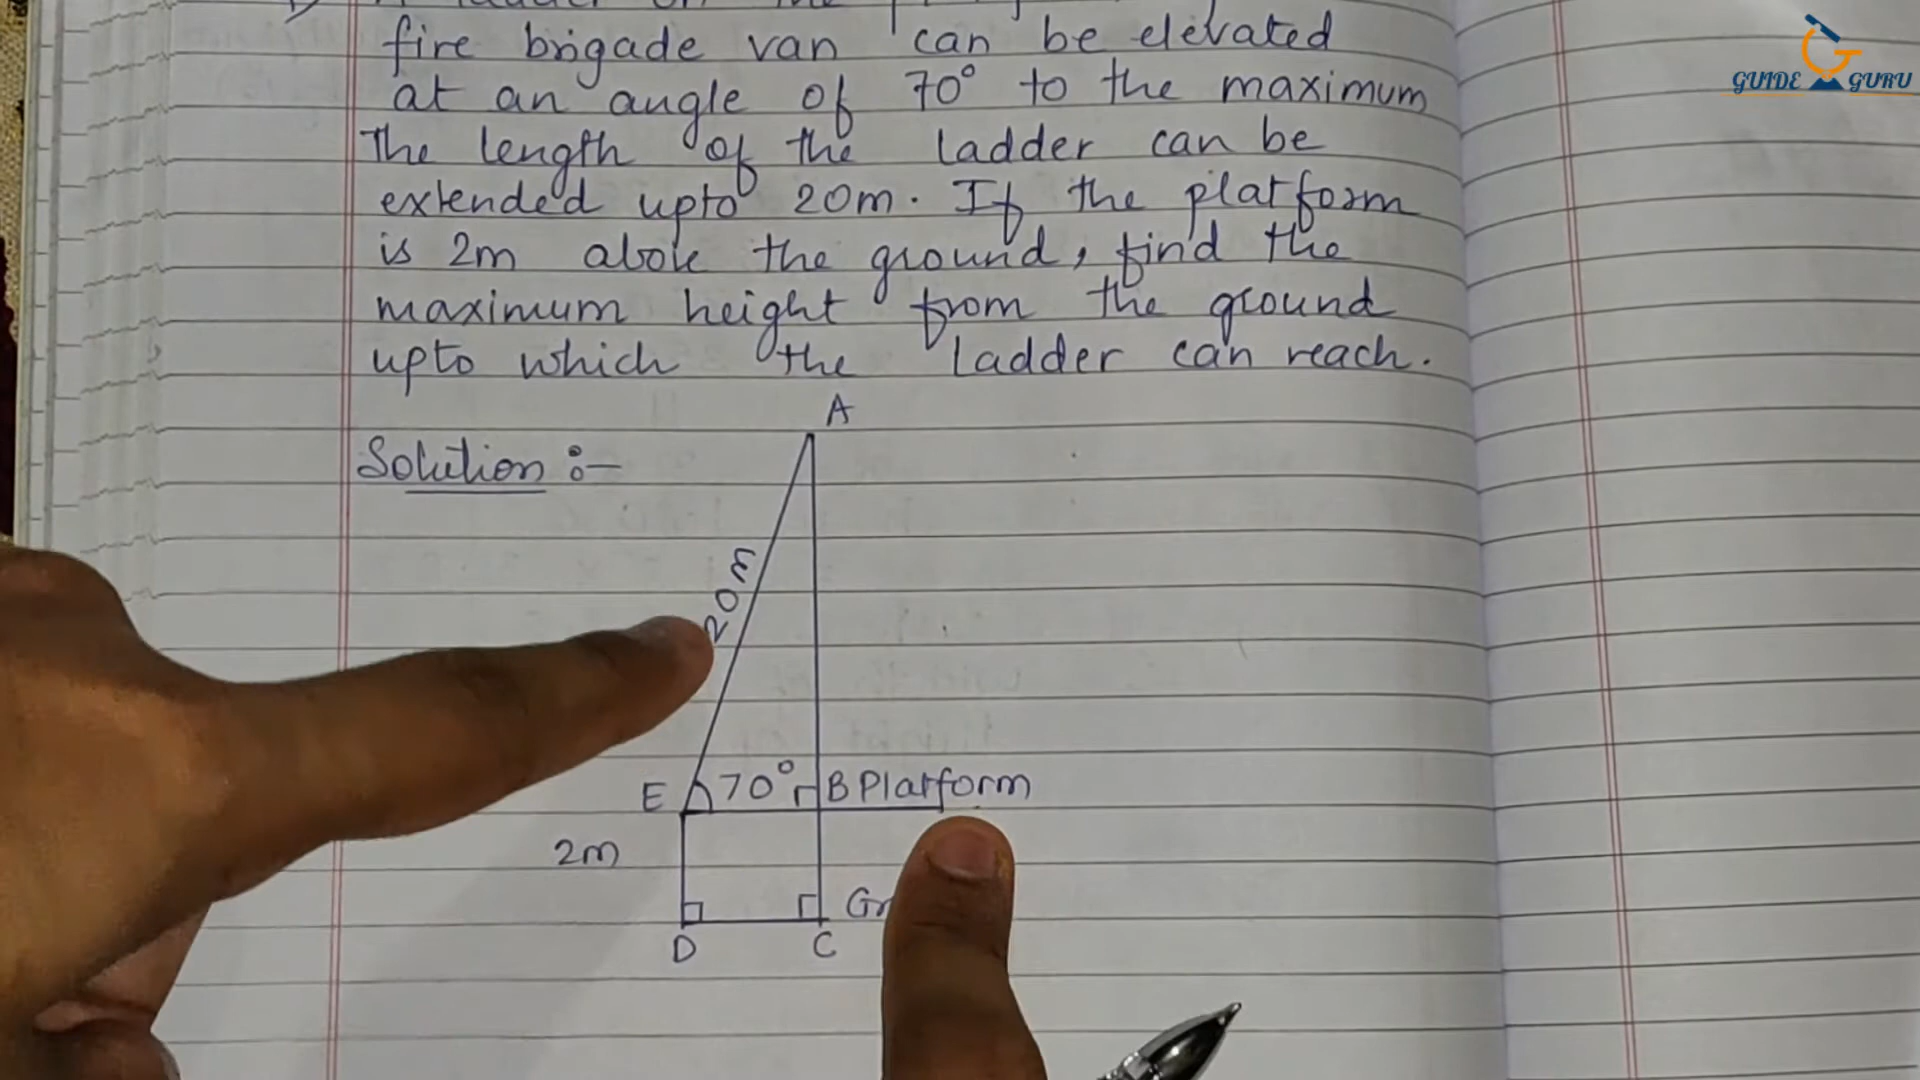 fire brigade van can be elevated
at an angle of 70° to the maximum
The length of the ladder can be
extended upto 20m. If the platform
is 2m above the ground, find the
maximum height from the ground
upto which the ladder can reach.
Solution :-
A
20m
E 70° B Platform
2m
D C
GUIDE GURU